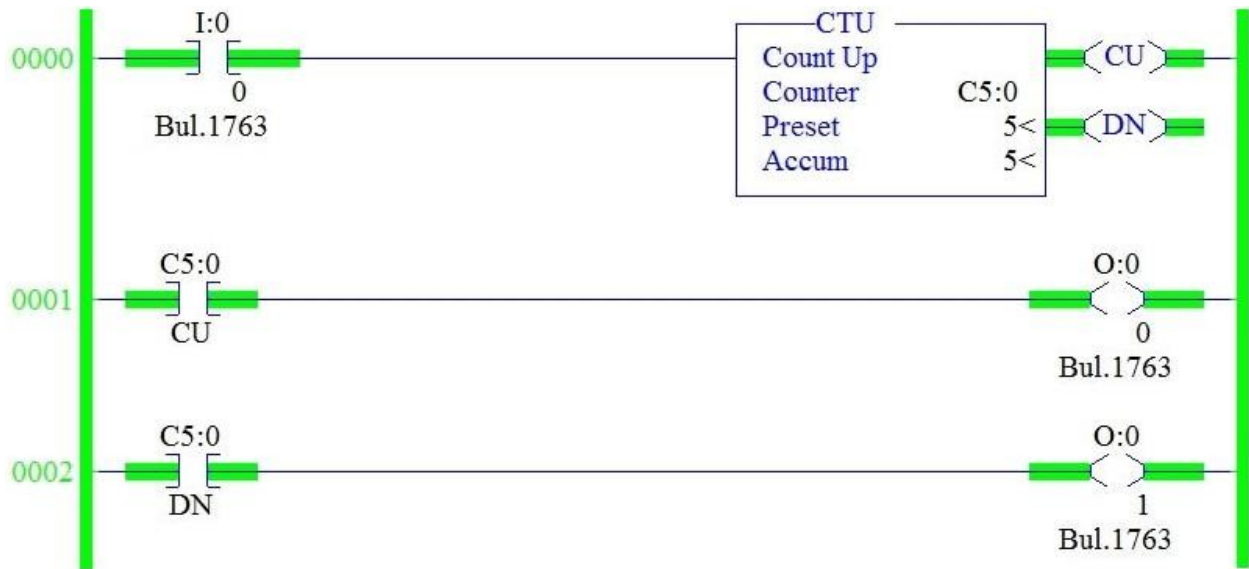 I:0
CTU
0000
Count Up
CU
0
Counter C5:0
Bul.1763
Preset 5<
DN
Accum 5<
C5:0
O:0
0001
CU
0
Bul.1763
C5:0
O:0
0002
DN
1
Bul.1763